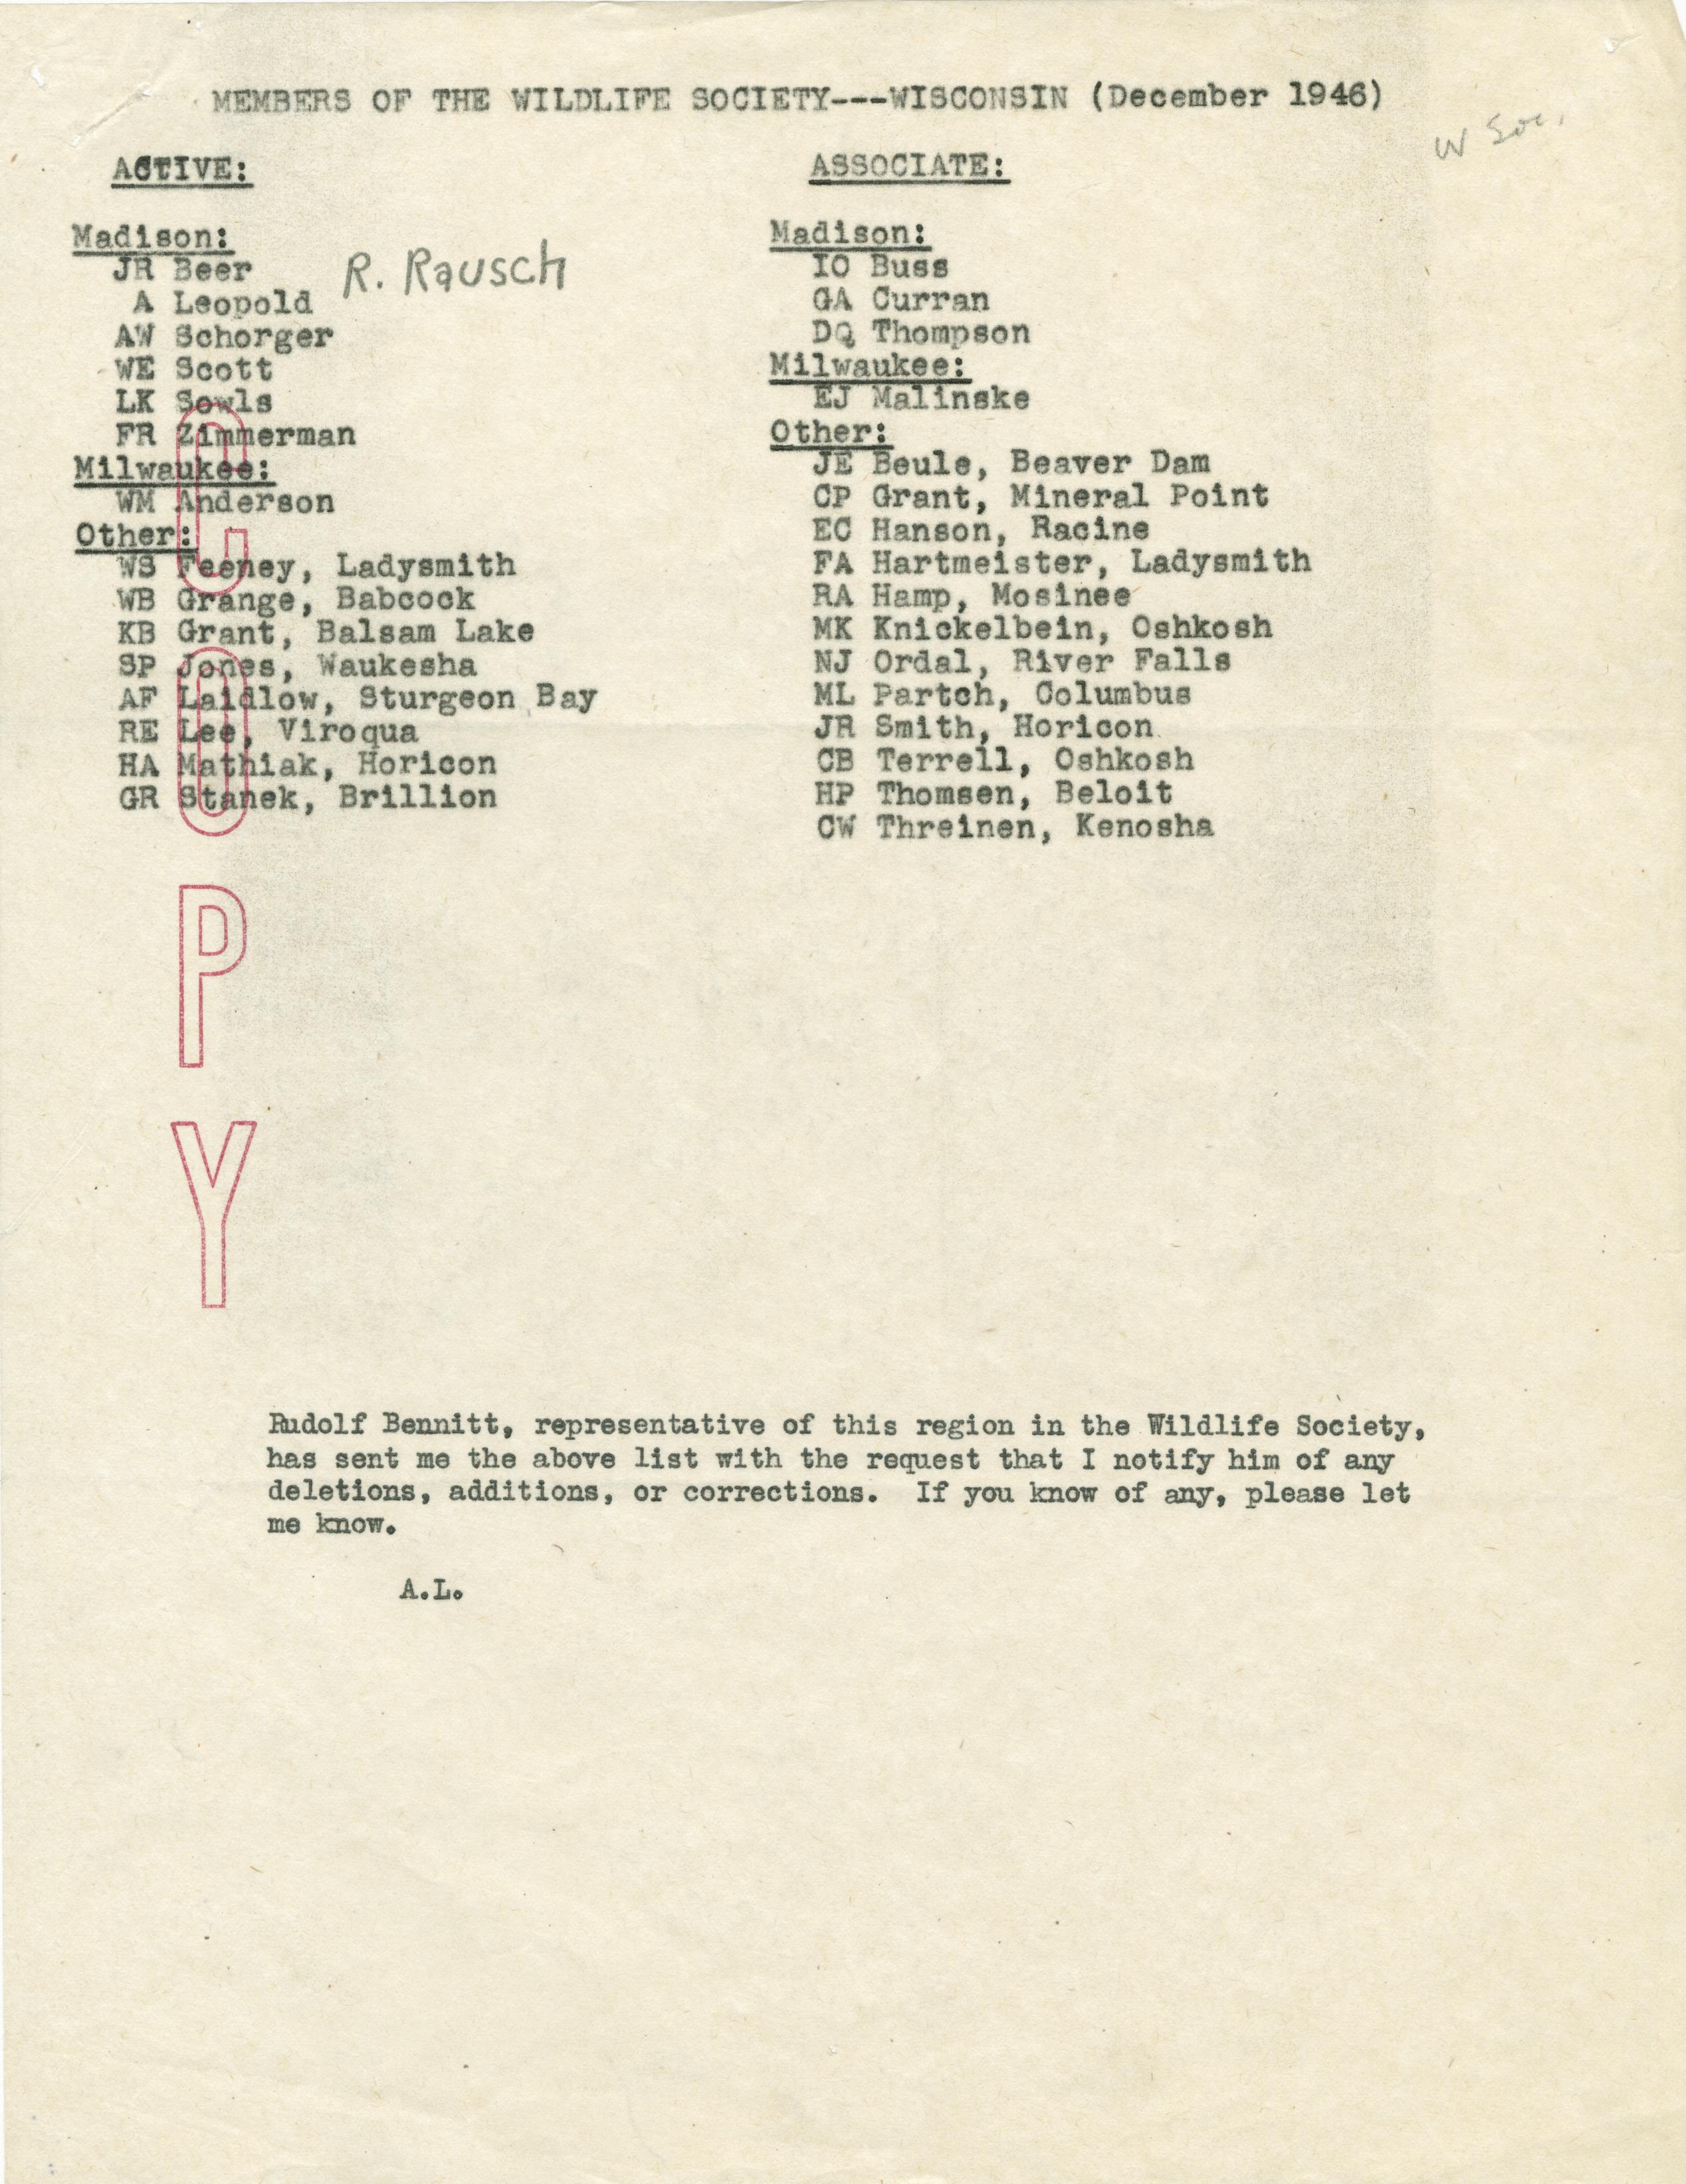 MEMBERS OF THE WILDLIFE SOCIETY---WISCONSIN (December 1946)
W Soc.
ACTIVE:
Madison:
JR Beer
R. Rausch
A Leopold
AW Schorger
WE Scott
LK Sowls
FR Zimmerman
Milwaukee:
WM Anderson
Other:
WS Feeney, Ladysmith
WB Grange, Babcock
KB Grant, Balsam Lake
SP Jones, Waukesha
AF Laidlow, Sturgeon Bay
RE Lee, Viroqua
HA Mathiak, Horicon
GR Stanek, Brillion
ASSOCIATE:
Madison:
IO Buss
GA Curran
DQ Thompson
Milwaukee:
EJ Malinske
Other:
JE Beule, Beaver Dam
CP Grant, Mineral Point
EC Hanson, Racine
FA Hartmeister, Ladysmith
RA Hamp, Mosinee
MK Knickelbein, Oshkosh
NJ Ordal, River Falls
ML Partch, Columbus
JR Smith, Horicon
CB Terrell, Oshkosh
HP Thomsen, Beloit
CW Threinen, Kenosha
COPY
Rudolf Bennitt, representative of this region in the Wildlife Society,
has sent me the above list with the request that I notify him of any
deletions, additions, or corrections. If you know of any, please let
me know.
A.L.